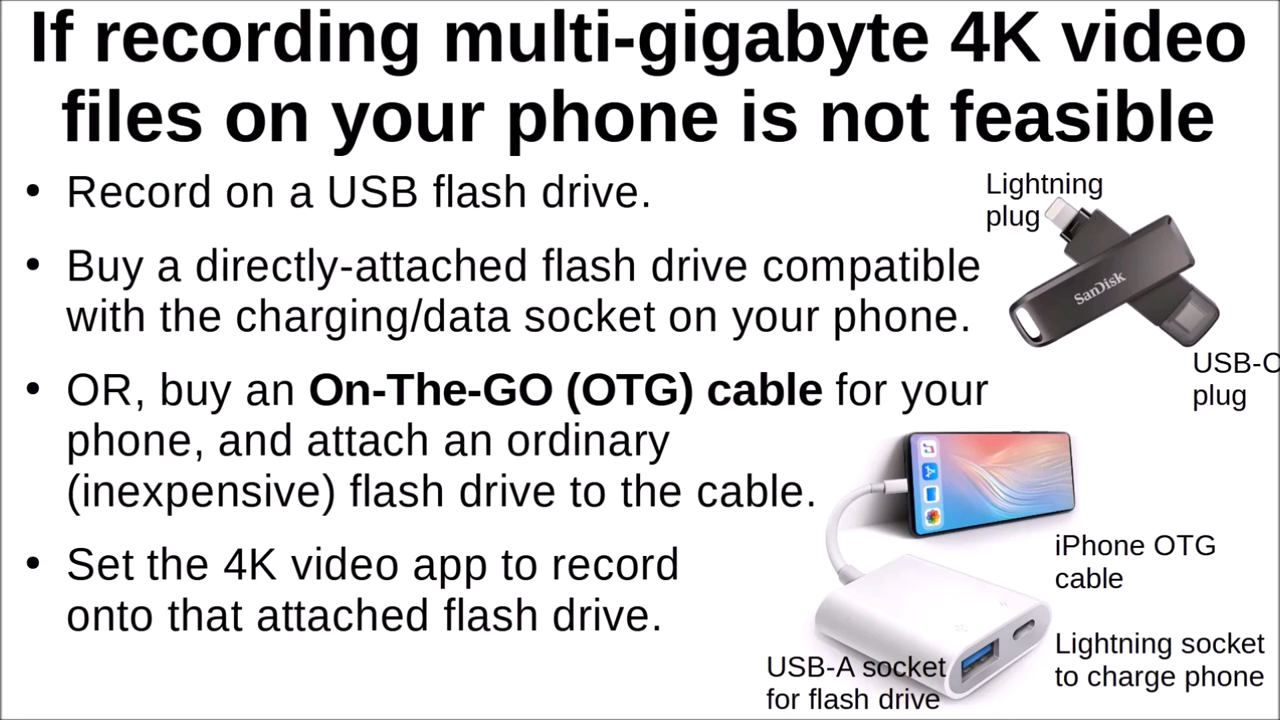 If recording multi-gigabyte 4K video
files on your phone is not feasible
• Record on a USB flash drive.
• Buy a directly-attached flash drive compatible
with the charging/data socket on your phone.
• OR, buy an On-The-GO (OTG) cable for your
phone, and attach an ordinary
(inexpensive) flash drive to the cable.
• Set the 4K video app to record
onto that attached flash drive.
Lightning
plug
SanDisk
USB-C
plug
iPhone OTG
cable
Lightning socket
to charge phone
USB-A socket
for flash drive